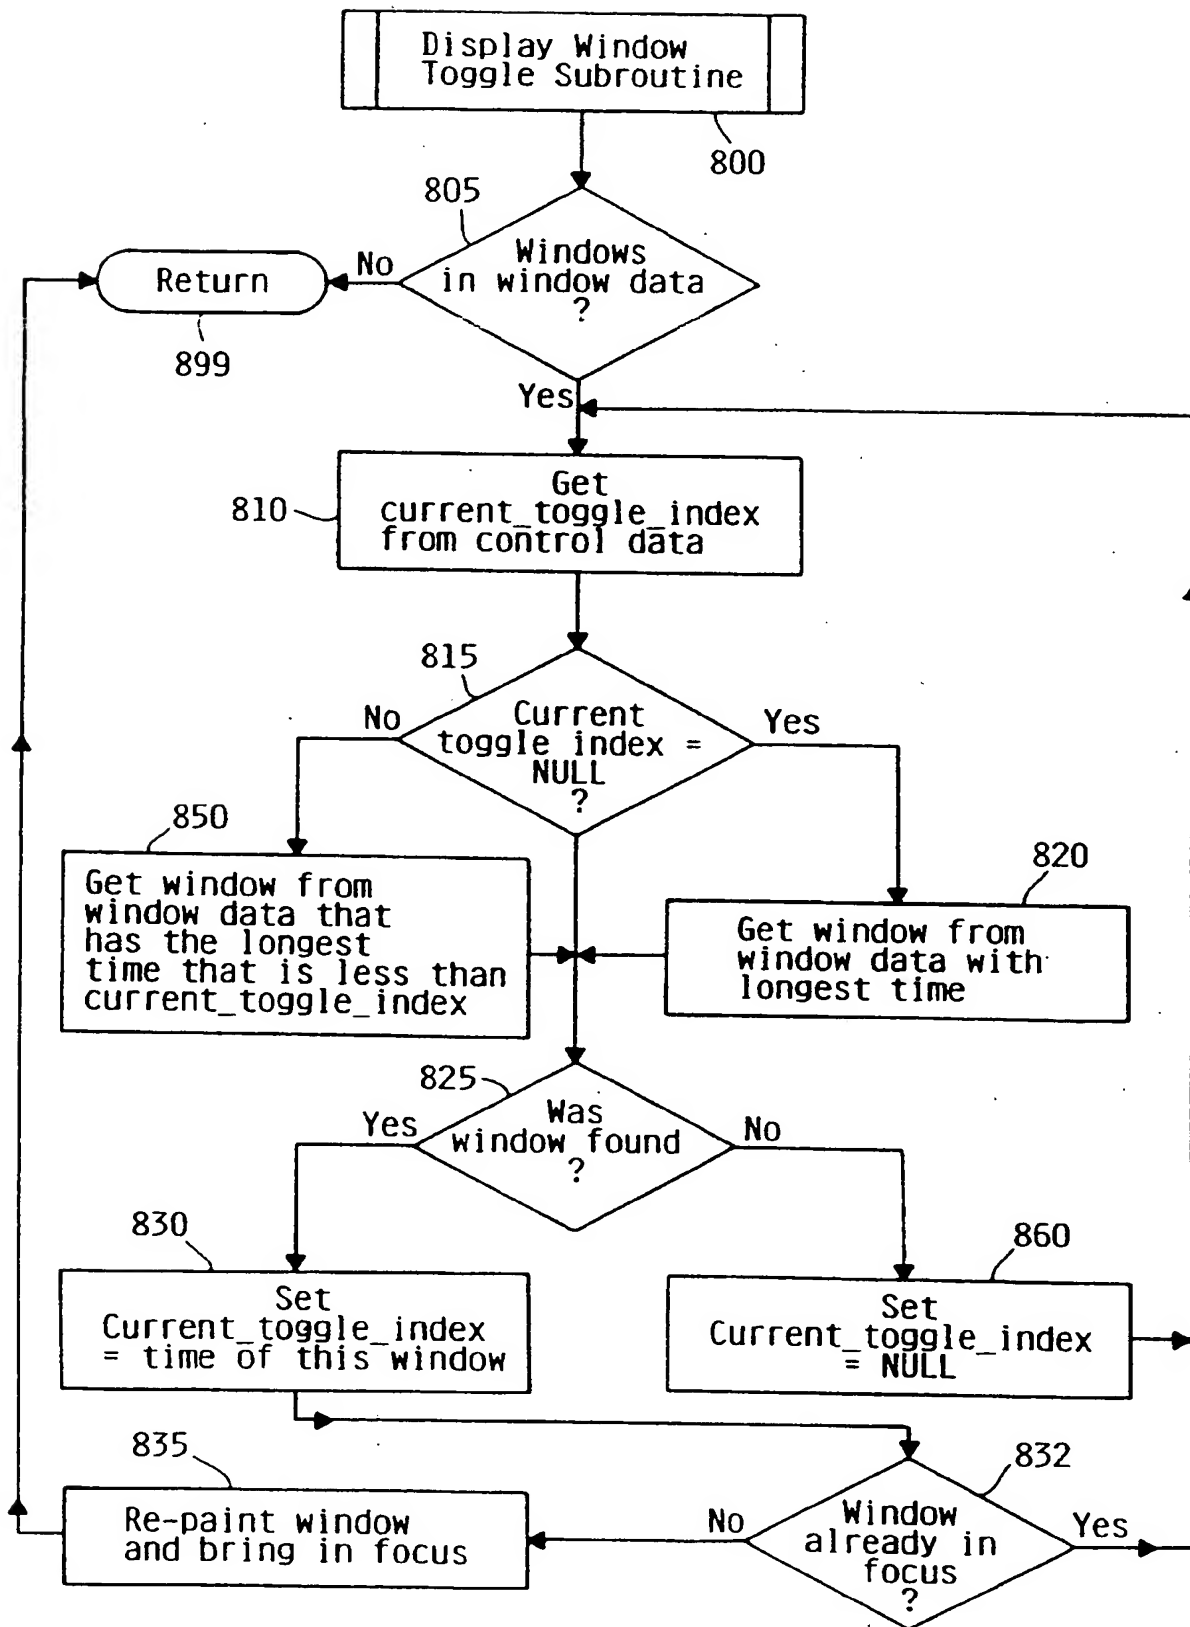 Display Window
Toggle Subroutine
800
805
Windows
in window data
?
No
Return
899
Yes
Get
current_toggle_index
from control data
810
815
Current
toggle index =
NULL
?
No
Yes
850
Get window from
window data that
has the longest
time that is less than
current_toggle_index
820
Get window from
window data with
longest time
825
Was
window found
?
Yes
No
830
Set
Current_toggle_index
= time of this window
860
Set
Current_toggle_index
= NULL
835
Re-paint window
and bring in focus
832
Window
already in
focus
?
No
Yes